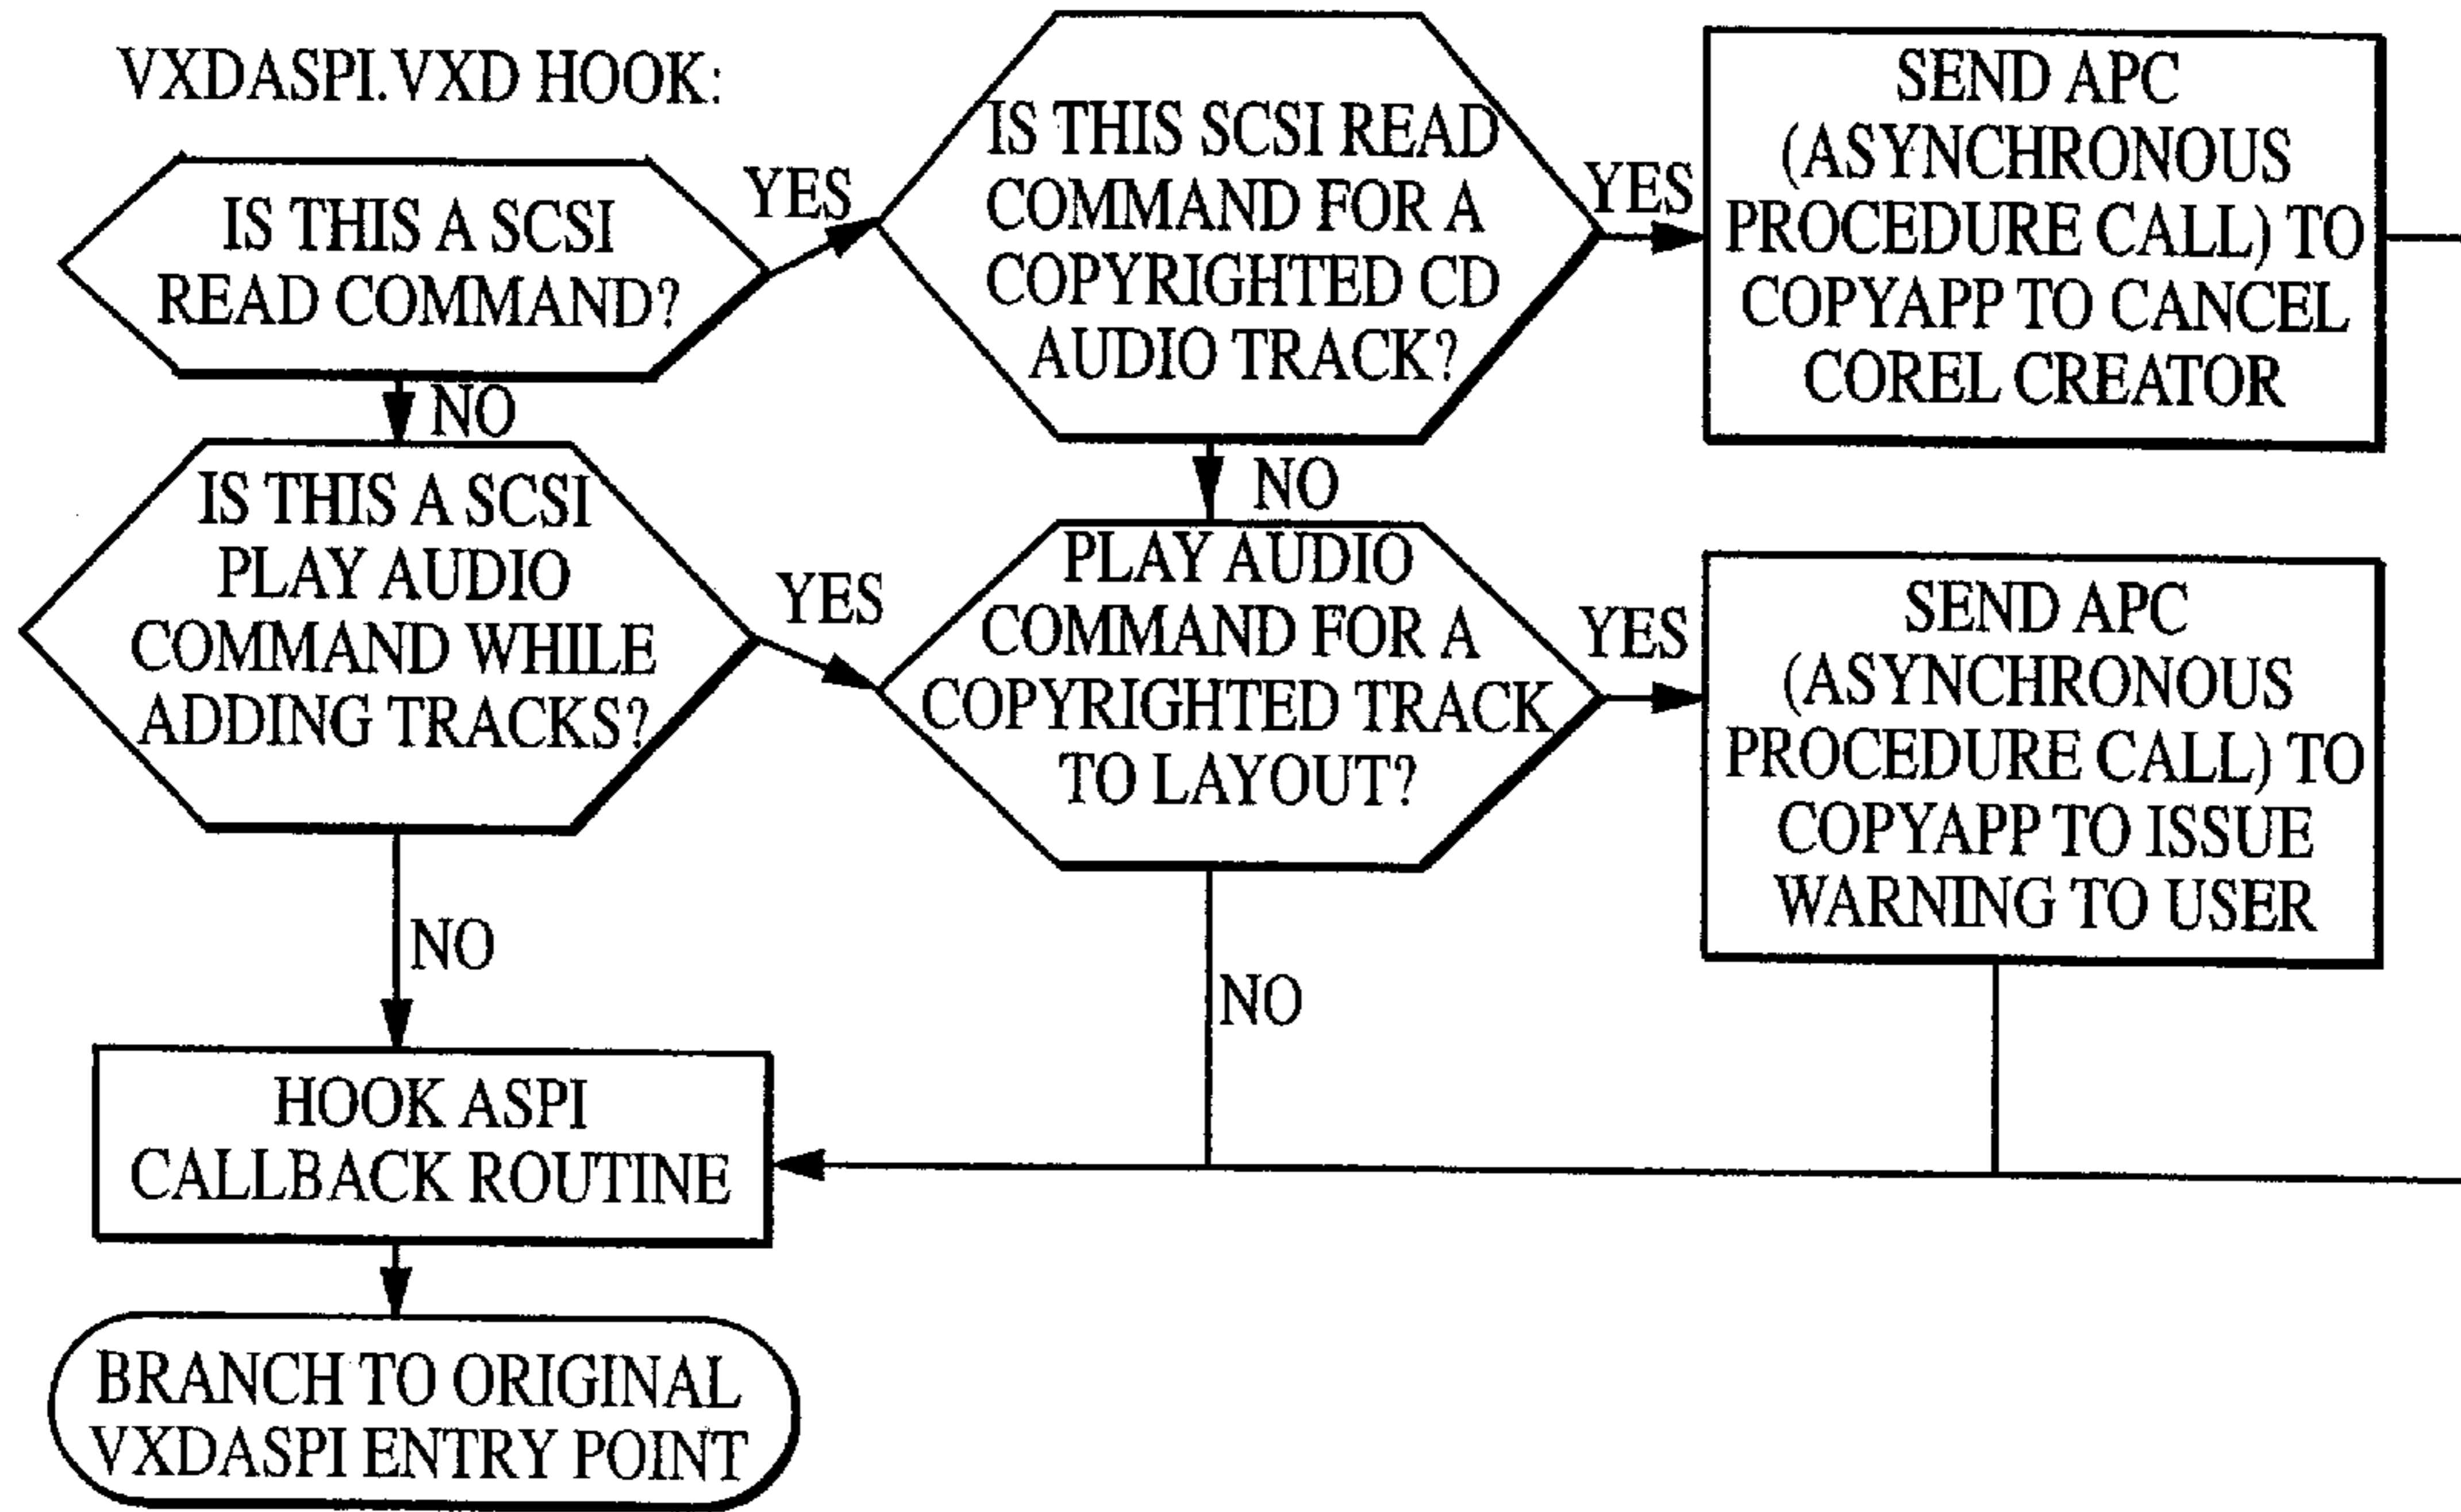 VXDASPI.VXD HOOK:
IS THIS A SCSI
READ COMMAND?
YES
IS THIS SCSI READ
COMMAND FOR A
COPYRIGHTED CD
AUDIO TRACK?
YES
SEND APC
(ASYNCHRONOUS
PROCEDURE CALL) TO
COPYAPP TO CANCEL
COREL CREATOR
NO
NO
IS THIS A SCSI
PLAY AUDIO
COMMAND WHILE
ADDING TRACKS?
YES
PLAY AUDIO
COMMAND FOR A
COPYRIGHTED TRACK
TO LAYOUT?
YES
SEND APC
(ASYNCHRONOUS
PROCEDURE CALL) TO
COPYAPP TO ISSUE
WARNING TO USER
NO
NO
HOOK ASPI
CALLBACK ROUTINE
BRANCH TO ORIGINAL
VXDASPI ENTRY POINT